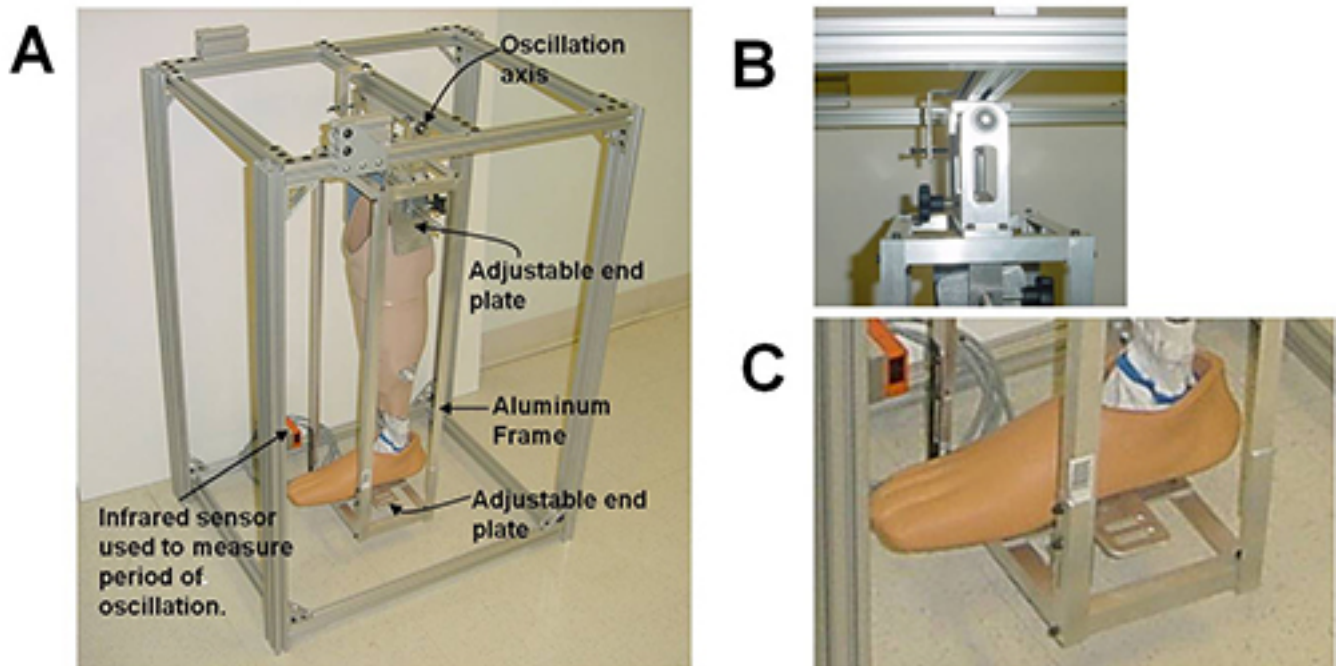 A
Oscillation
axis
Adjustable end
plate
Aluminum
Frame
Adjustable end
plate
Infrared sensor
used to measure
period of
oscillation.
B
C